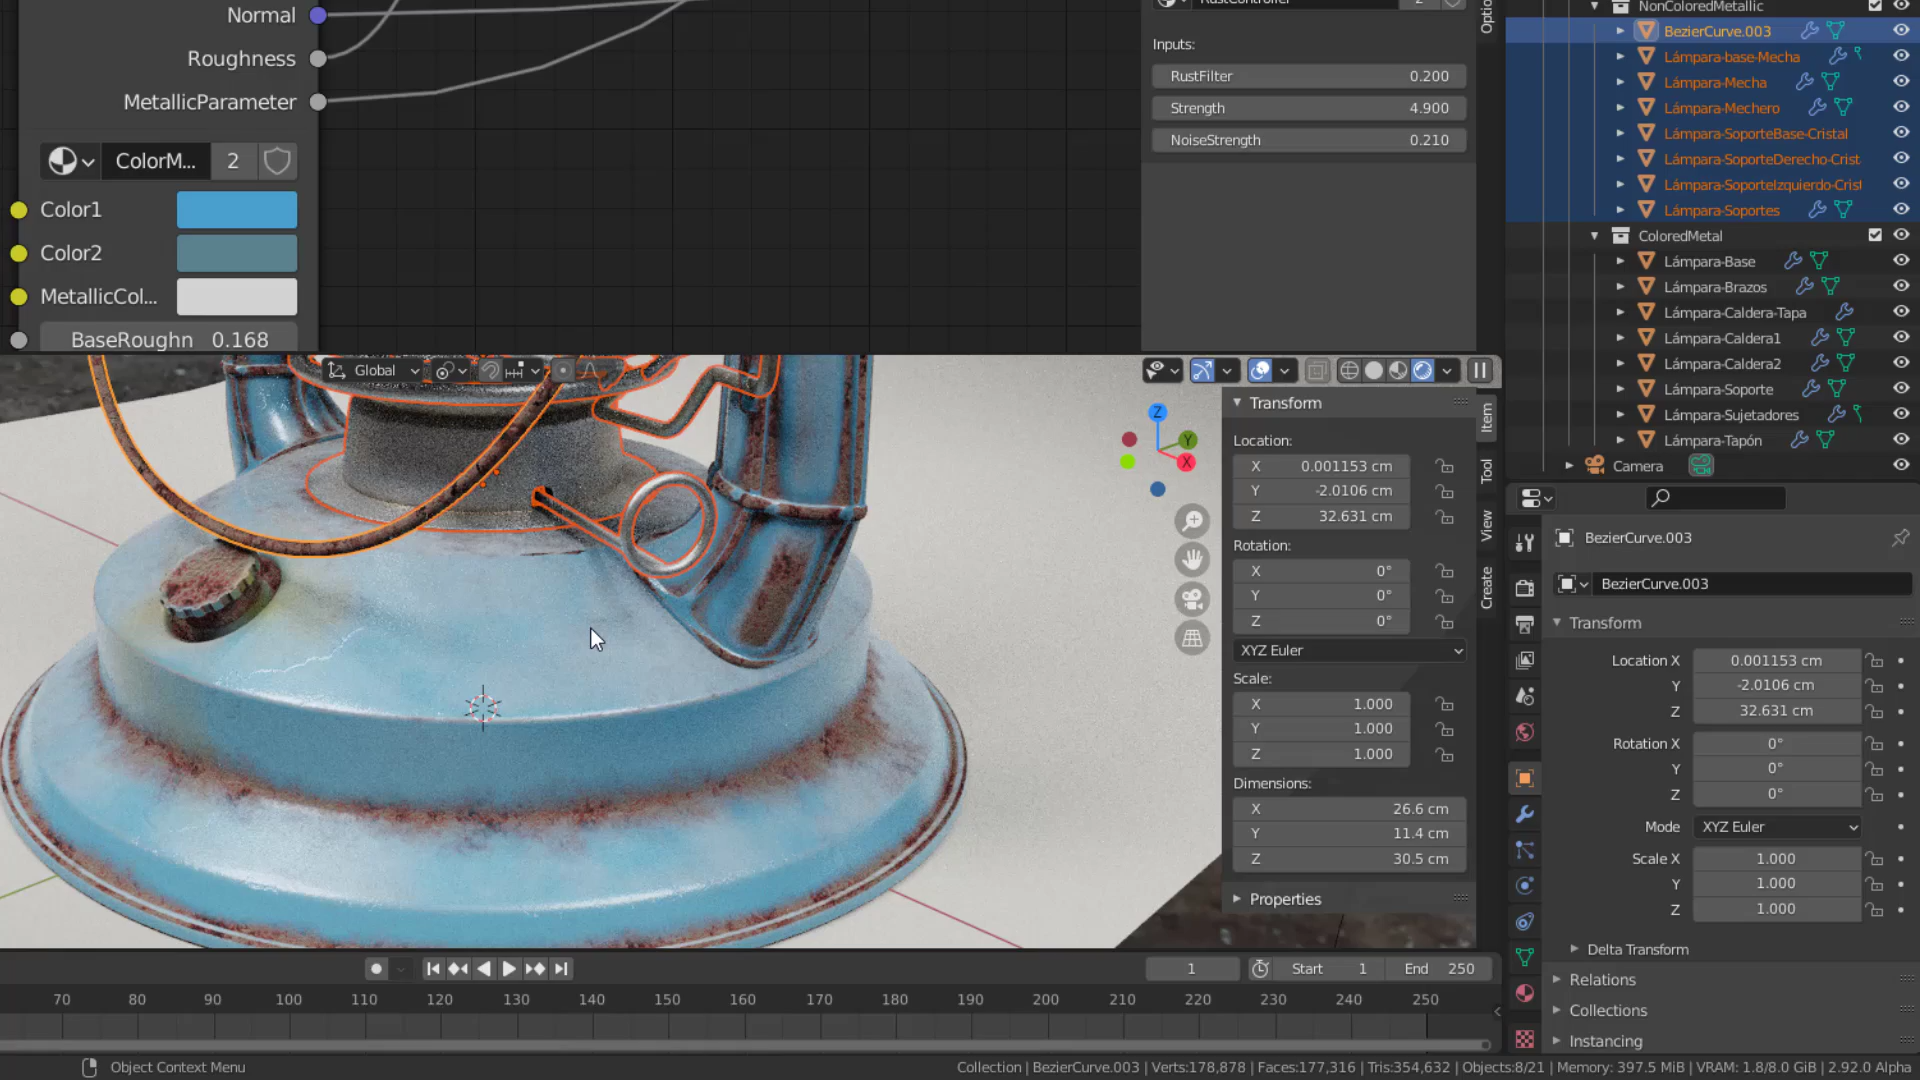 Normal
Roughness
MetallicParameter
ColorM... 2
Color1
Color2
MetallicCol...
BaseRoughn 0.168
RustController 2
Inputs:
RustFilter 0.200
Strength 4.900
NoiseStrength 0.210
Optio
NonColoredMetallic
BezierCurve.003
Lámpara-base-Mecha
Lámpara-Mecha
Lámpara-Mechero
Lámpara-SoporteBase-Cristal
Lámpara-SoporteDerecho-Crist
Lámpara-SoporteIzquierdo-Crist
Lámpara-Soportes
ColoredMetal
Lámpara-Base
Lámpara-Brazos
Lámpara-Caldera-Tapa
Lámpara-Caldera1
Lámpara-Caldera2
Lámpara-Soporte
Lámpara-Sujetadores
Lámpara-Tapón
Camera
Global
Z
Y
X
Transform
Location:
X 0.001153 cm
Y -2.0106 cm
Z 32.631 cm
Rotation:
X 0°
Y 0°
Z 0°
XYZ Euler
Scale:
X 1.000
Y 1.000
Z 1.000
Dimensions:
X 26.6 cm
Y 11.4 cm
Z 30.5 cm
Properties
Item
Tool
View
Create
BezierCurve.003
BezierCurve.003
Transform
Location X 0.001153 cm
Y -2.0106 cm
Z 32.631 cm
Rotation X 0°
Y 0°
Z 0°
Mode XYZ Euler
Scale X 1.000
Y 1.000
Z 1.000
Delta Transform
Relations
Collections
Instancing
1 Start 1 End 250
70 80 90 100 110 120 130 140 150 160 170 180 190 200 210 220 230 240 250
Object Context Menu
Collection | BezierCurve.003 | Verts:178,878 | Faces:177,316 | Tris:354,632 | Objects:8/21 | Memory: 397.5 MiB | VRAM: 1.8/8.0 GiB | 2.92.0 Alpha